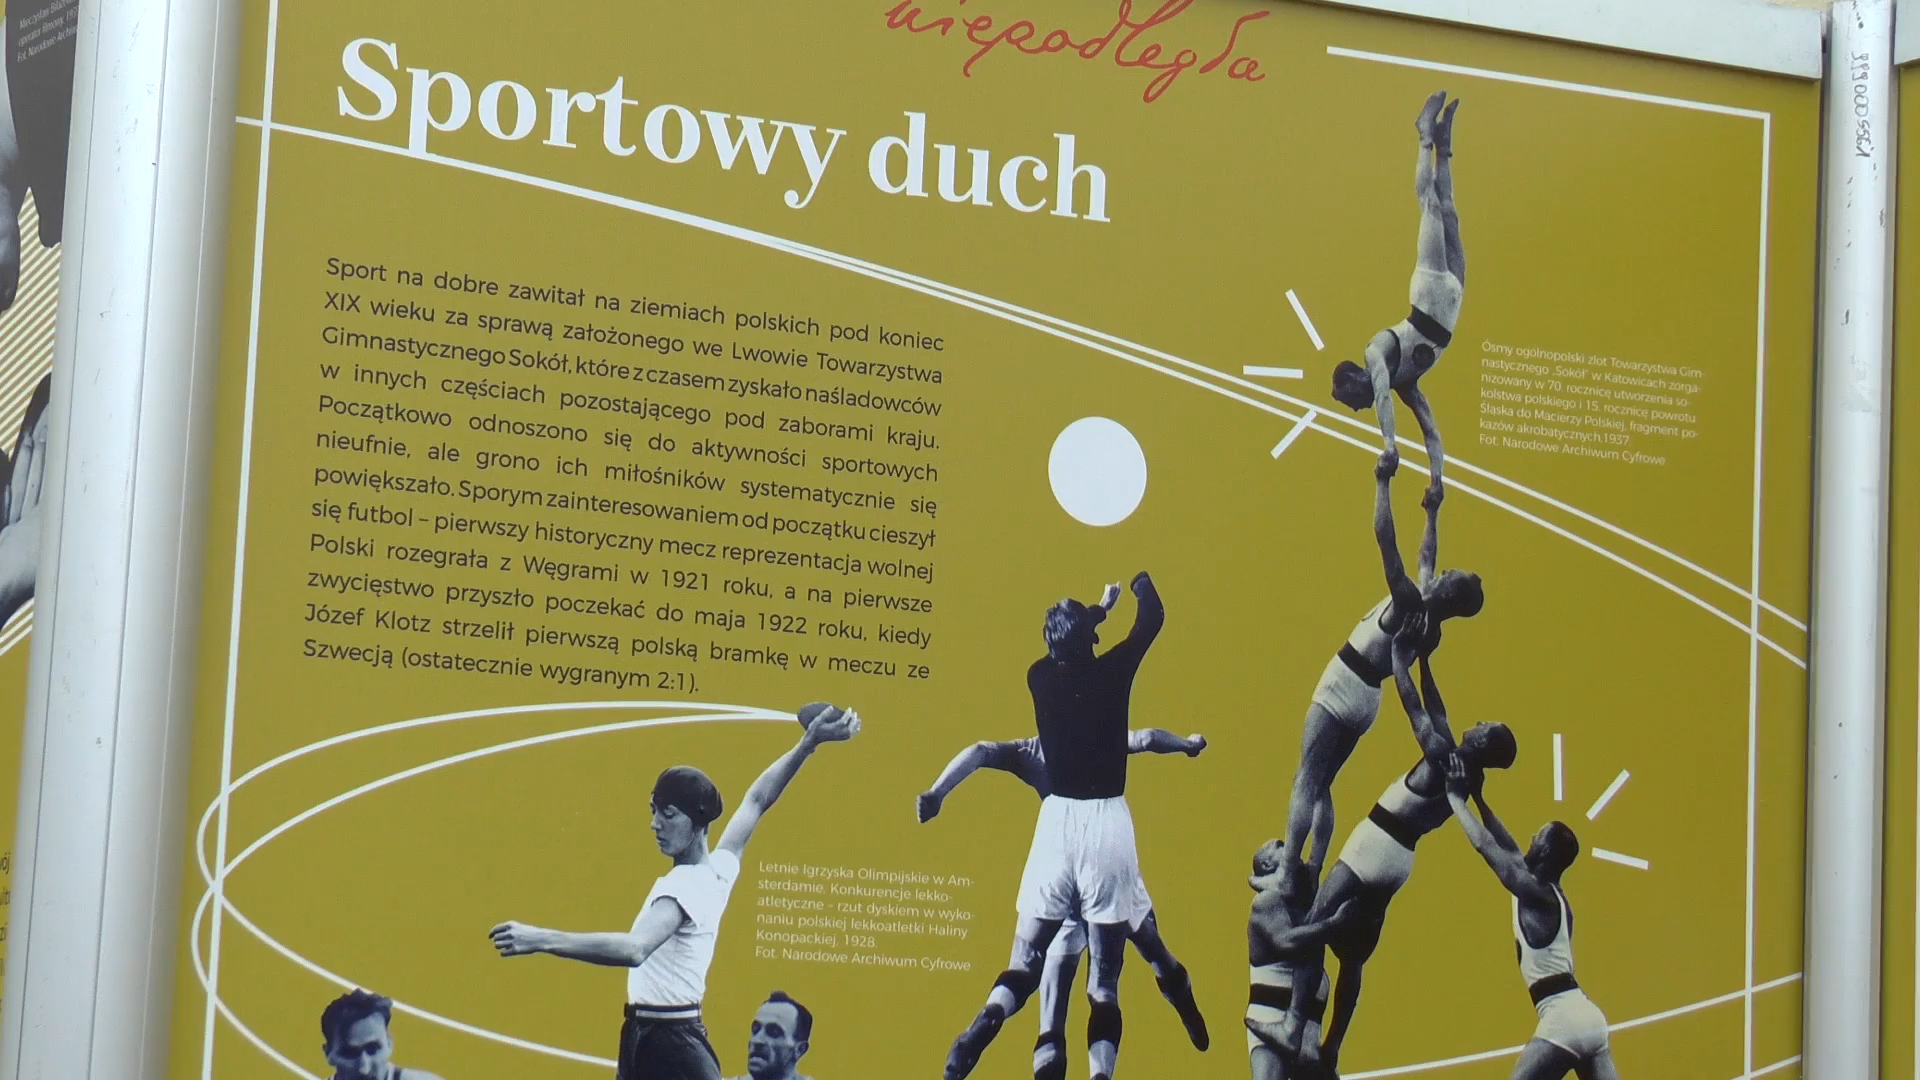 niepodległa
Sportowy duch
Sport na dobre zawitał na ziemiach polskich pod koniec
XIX wieku za sprawą założonego we Lwowie Towarzystwa
Gimnastycznego Sokół, które z czasem zyskało naśladowców
w innych częściach pozostającego pod zaborami kraju.
Początkowo odnoszono się do aktywności sportowych
nieufnie, ale grono ich miłośników systematycznie się
powiększało. Sporym zainteresowaniem od początku cieszył
się futbol – pierwszy historyczny mecz reprezentacja wolnej
Polski rozegrała z Węgrami w 1921 roku, a na pierwsze
zwycięstwo przyszło poczekać do maja 1922 roku, kiedy
Józef Klotz strzelił pierwszą polską bramkę w meczu ze
Szwecją (ostatecznie wygranym 2:1).
Ósmy ogólnopolski zlot Towarzystwa Gim-
nastycznego „Sokół" w Katowicach zorga-
nizowany w 70. rocznicę utworzenia so-
kolstwa polskiego i 15. rocznicę powrotu
Śląska do Macierzy Polskiej, fragment po-
kazów akrobatycznych,1937.
Fot. Narodowe Archiwum Cyfrowe
Letnie Igrzyska Olimpijskie w Am-
sterdamie. Konkurencje lekko-
atletyczne – rzut dyskiem w wyko-
naniu polskiej lekkoatletki Haliny
Konopackiej, 1928.
Fot. Narodowe Archiwum Cyfrowe